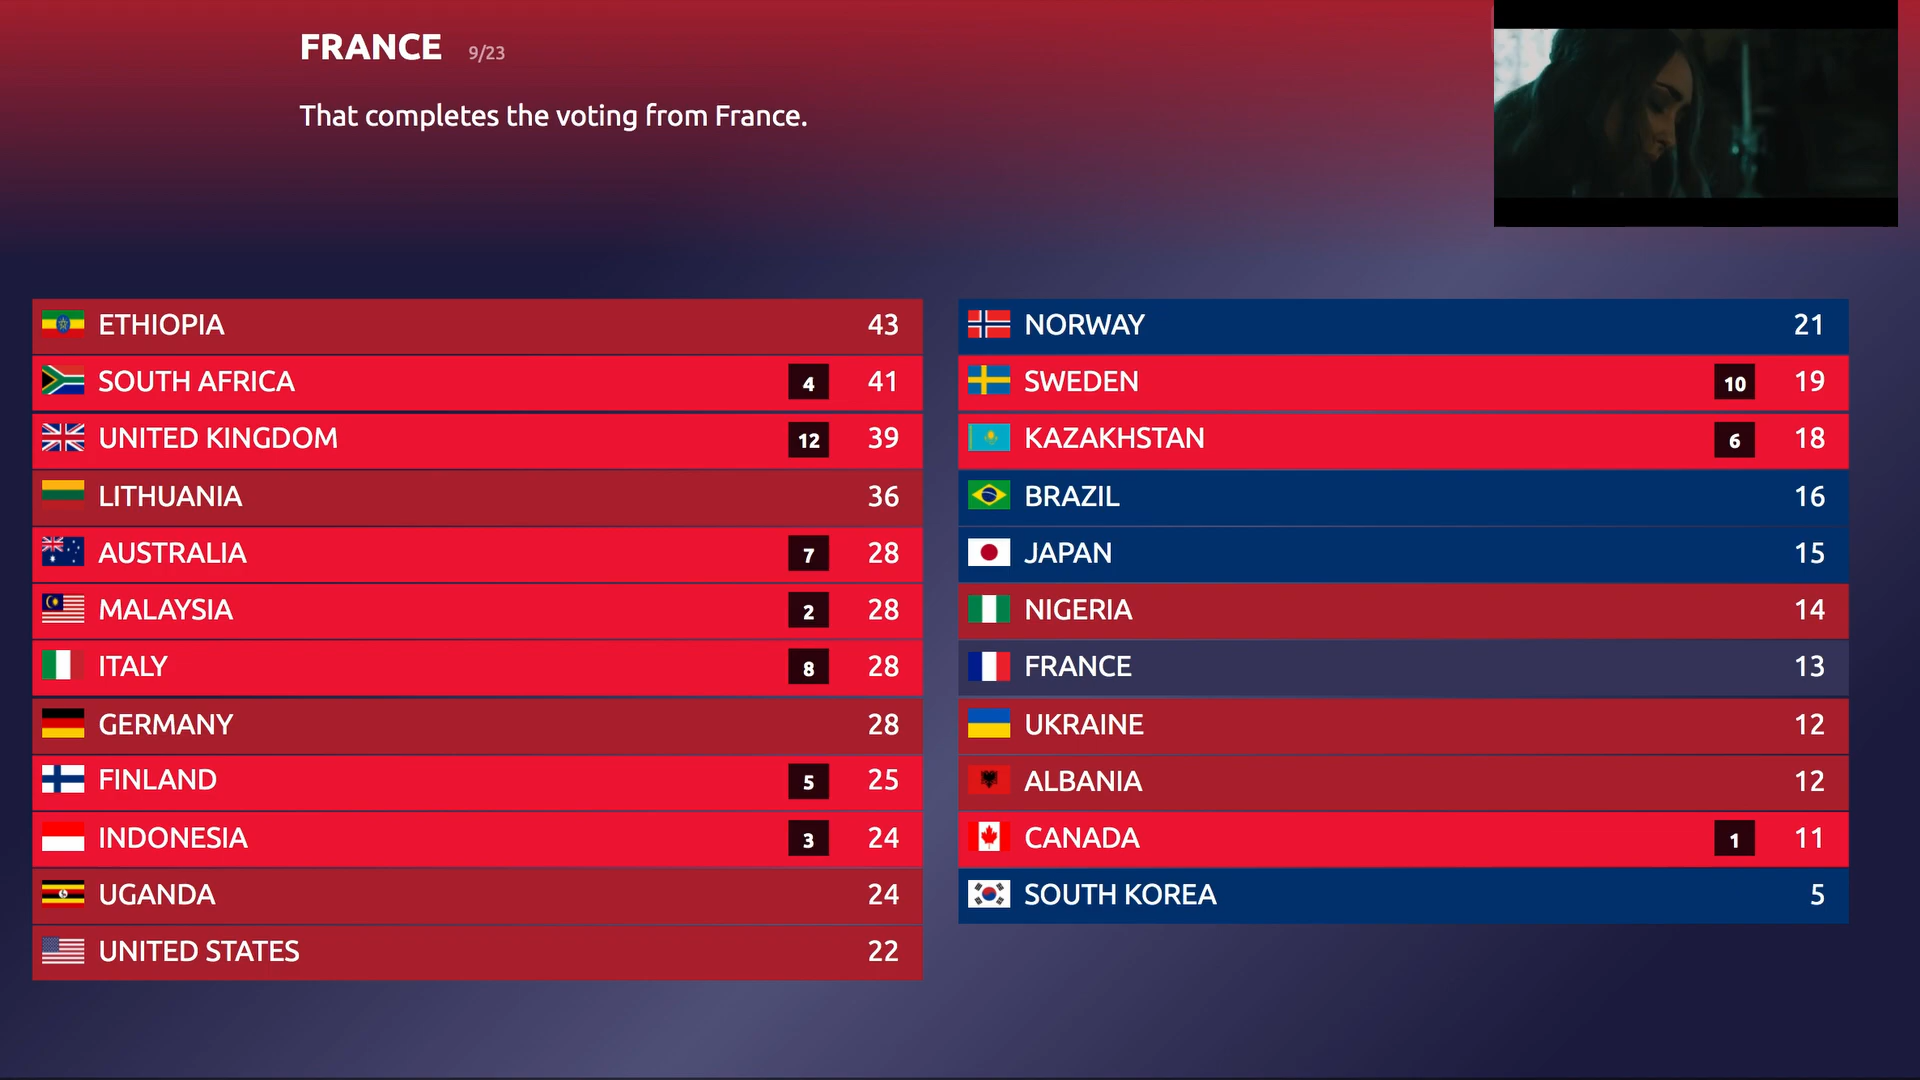 FRANCE 9/23
That completes the voting from France.
ETHIOPIA 43
SOUTH AFRICA 4 41
UNITED KINGDOM 12 39
LITHUANIA 36
AUSTRALIA 7 28
MALAYSIA 2 28
ITALY 8 28
GERMANY 28
FINLAND 5 25
INDONESIA 3 24
UGANDA 24
UNITED STATES 22
NORWAY 21
SWEDEN 10 19
KAZAKHSTAN 6 18
BRAZIL 16
JAPAN 15
NIGERIA 14
FRANCE 13
UKRAINE 12
ALBANIA 12
CANADA 1 11
SOUTH KOREA 5